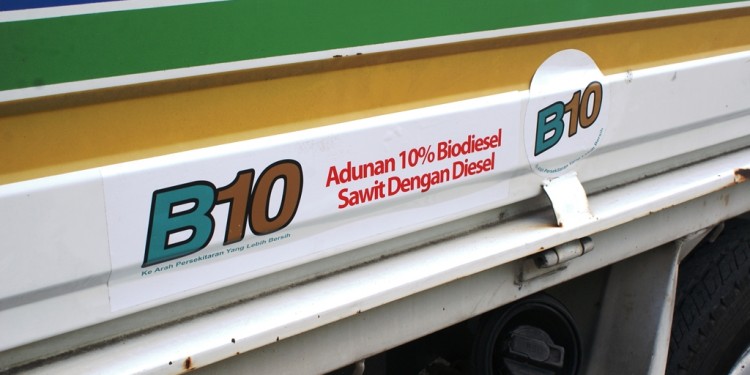 B10
Ke Arah Persekitaran Yang Lebih Bersih
Adunan 10% Biodiesel
Sawit Dengan Diesel
B10